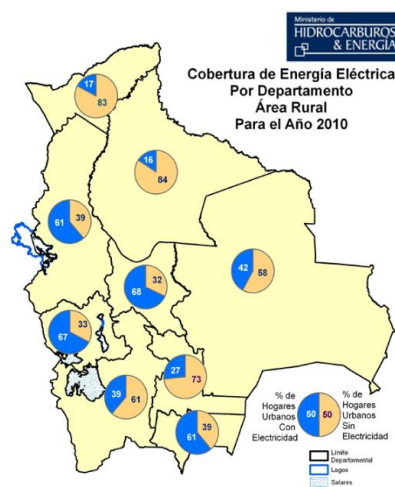 Ministerio de
HIDROCARBUROS
& ENERGÍA
Cobertura de Energía Eléctrica
Por Departamento
Área Rural
Para el Año 2010
17
83
16
84
61
39
42
58
68
32
67
33
27
73
39
61
61
39
% de
Hogares
Urbanos
Con
Electricidad
50
50
% de
Hogares
Urbanos
Sin
Electricidad
Limite
Departamental
Lagos
Salares